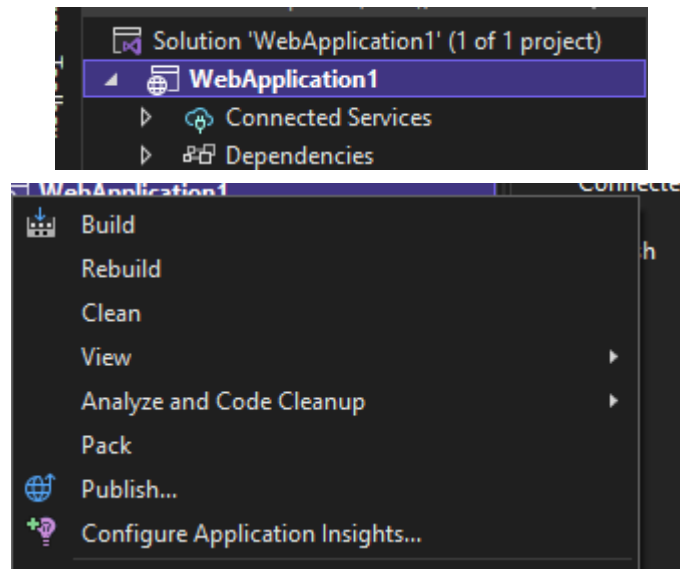 Solution 'WebApplication1' (1 of 1 project)
WebApplication1
Connected Services
Dependencies
WebApplication1
Build
Rebuild
Clean
View
Analyze and Code Cleanup
Pack
Publish...
Configure Application Insights...